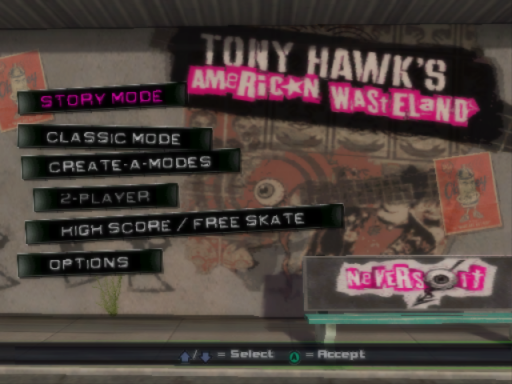 TONY HAWK'S
AMERICAN WASTELAND
STORY MODE
CLASSIC MODE
CREATE-A-MODES
2-PLAYER
HIGH SCORE / FREE SKATE
OPTIONS
NEVERSOFT
/ = Select = Accept